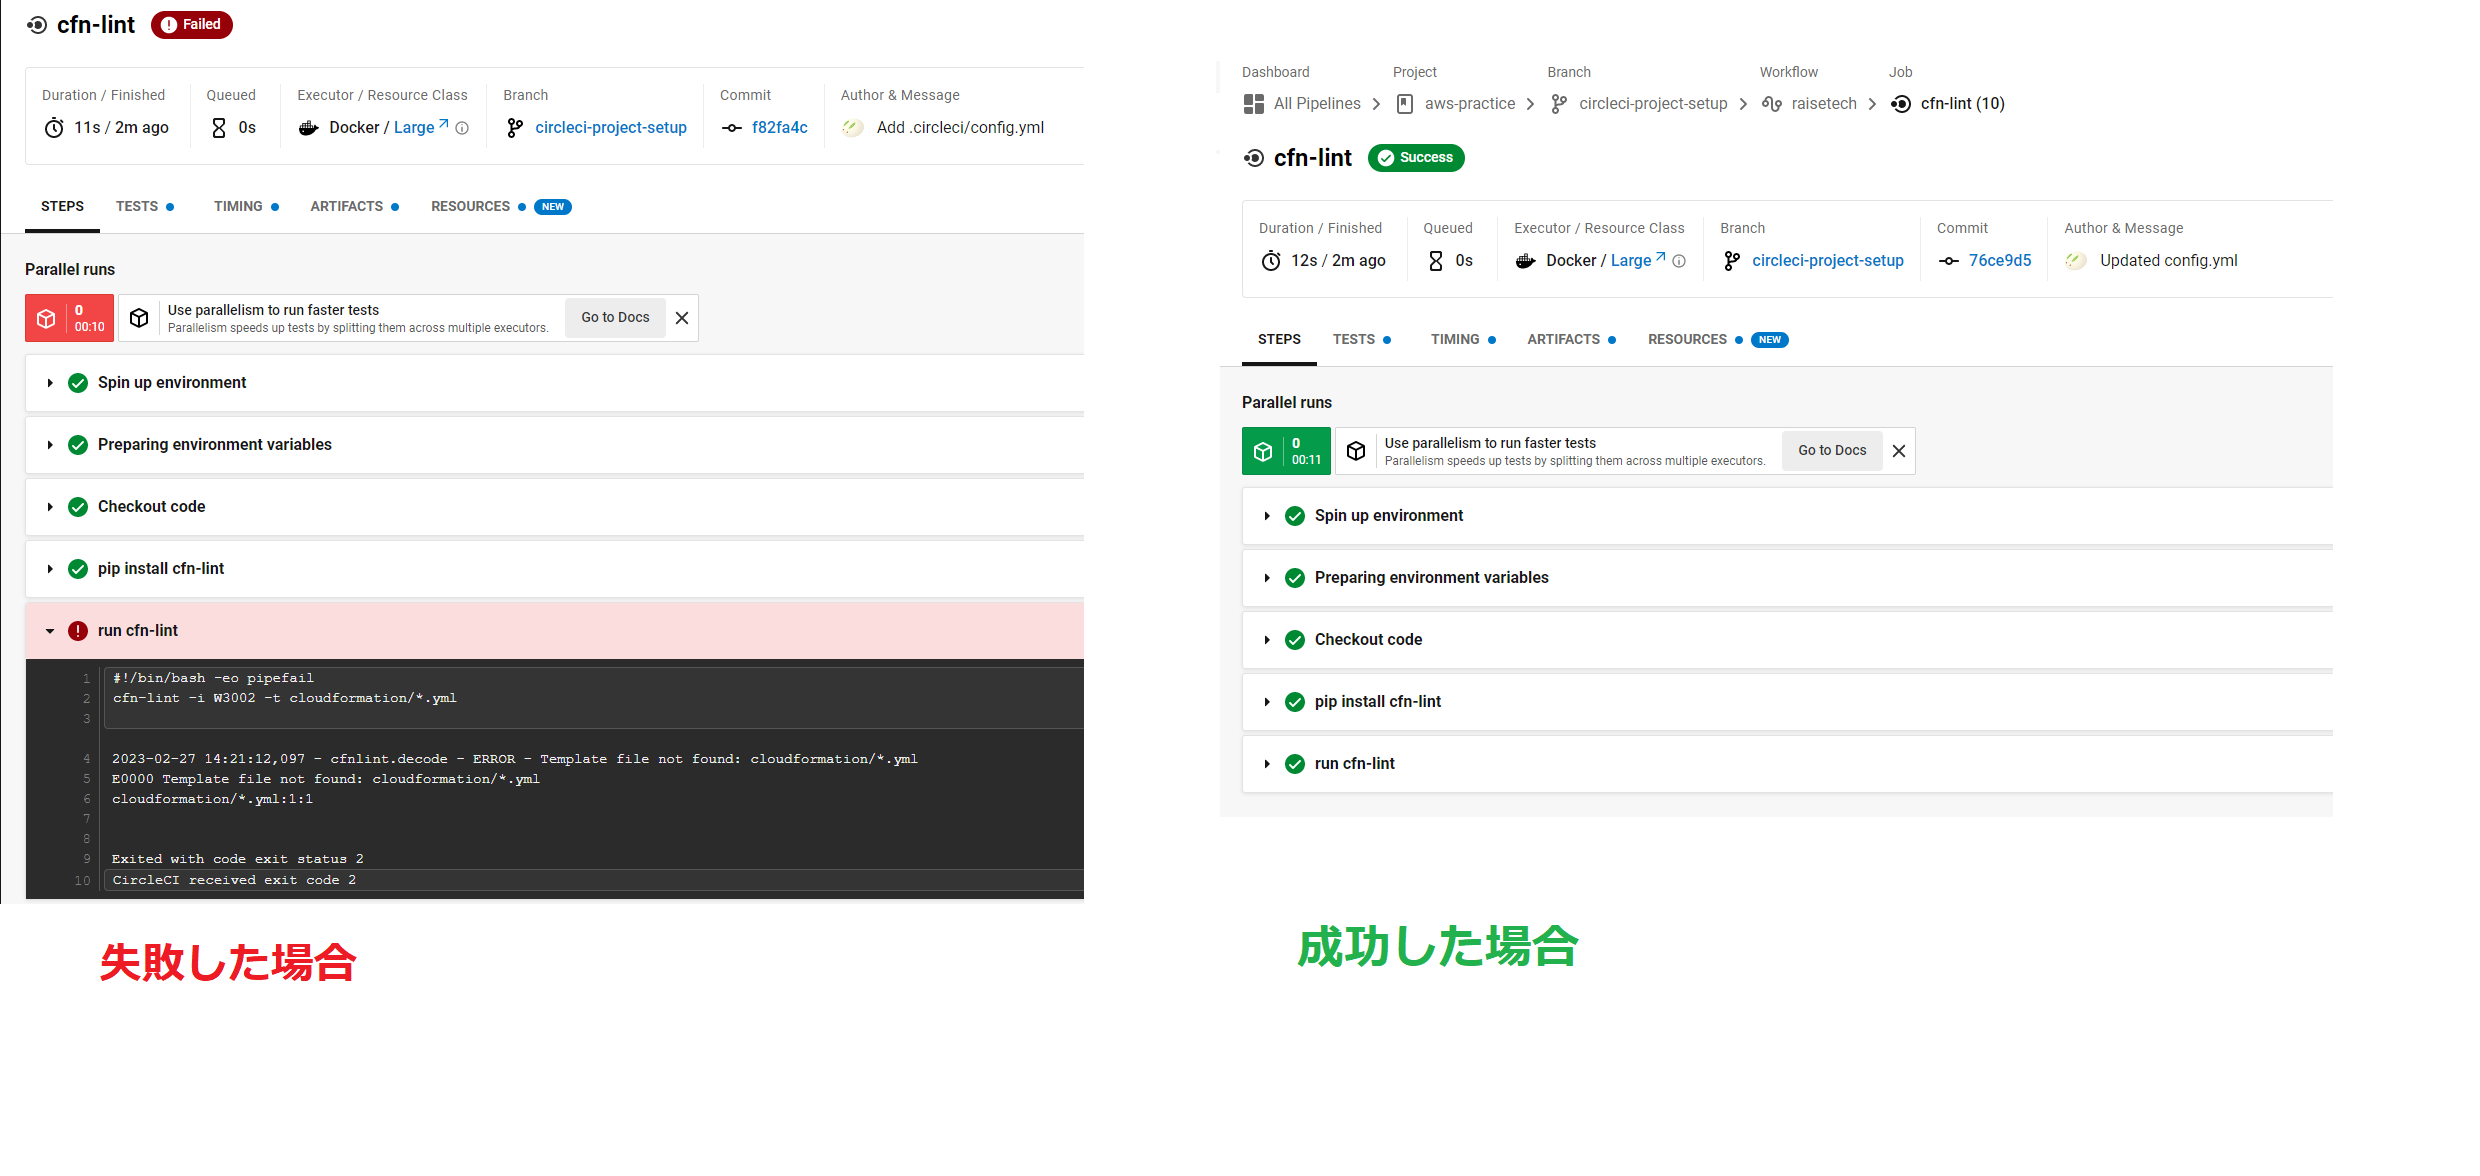 cfn-lint Failed
Duration / Finished Queued Executor / Resource Class Branch Commit Author & Message
11s / 2m ago 0s Docker / Large circleci-project-setup f82fa4c Add .circleci/config.yml
STEPS TESTS TIMING ARTIFACTS RESOURCES NEW
Parallel runs
0
00:10
Use parallelism to run faster tests
Parallelism speeds up tests by splitting them across multiple executors.
Go to Docs
Spin up environment
Preparing environment variables
Checkout code
pip install cfn-lint
run cfn-lint
1 #!/bin/bash -eo pipefail
2 cfn-lint -i W3002 -t cloudformation/*.yml
3
4 2023-02-27 14:21:12,097 - cfnlint.decode - ERROR - Template file not found: cloudformation/*.yml
5 E0000 Template file not found: cloudformation/*.yml
6 cloudformation/*.yml:1:1
7
8
9 Exited with code exit status 2
10 CircleCI received exit code 2
失敗した場合
Dashboard Project Branch Workflow Job
All Pipelines aws-practice circleci-project-setup raisetech cfn-lint (10)
cfn-lint Success
Duration / Finished Queued Executor / Resource Class Branch Commit Author & Message
12s / 2m ago 0s Docker / Large circleci-project-setup 76ce9d5 Updated config.yml
STEPS TESTS TIMING ARTIFACTS RESOURCES NEW
Parallel runs
0
00:11
Use parallelism to run faster tests
Parallelism speeds up tests by splitting them across multiple executors.
Go to Docs
Spin up environment
Preparing environment variables
Checkout code
pip install cfn-lint
run cfn-lint
成功した場合